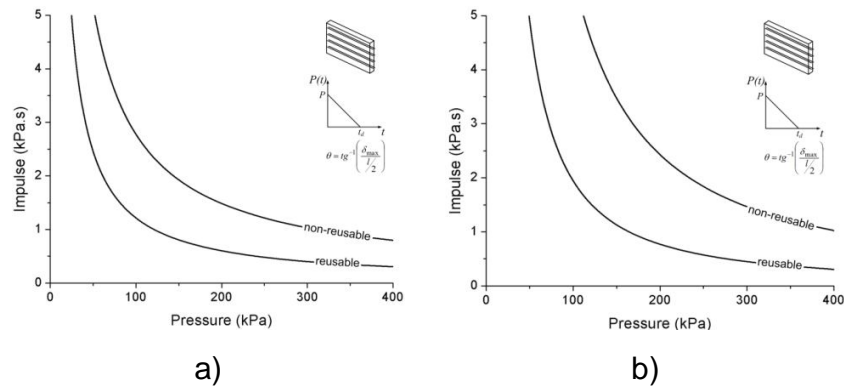 5
4
3
2
1
0
0
100
200
300
400
Impulse (kPa.s)
Pressure (kPa)
non-reusable
reusable
P(t)
P
t_d
t
θ = tg⁻¹(δ_max / l/2)
a)
5
4
3
2
1
0
0
100
200
300
400
Impulse (kPa.s)
Pressure (kPa)
non-reusable
reusable
P(t)
P
t_d
t
θ = tg⁻¹(δ_max / l/2)
b)